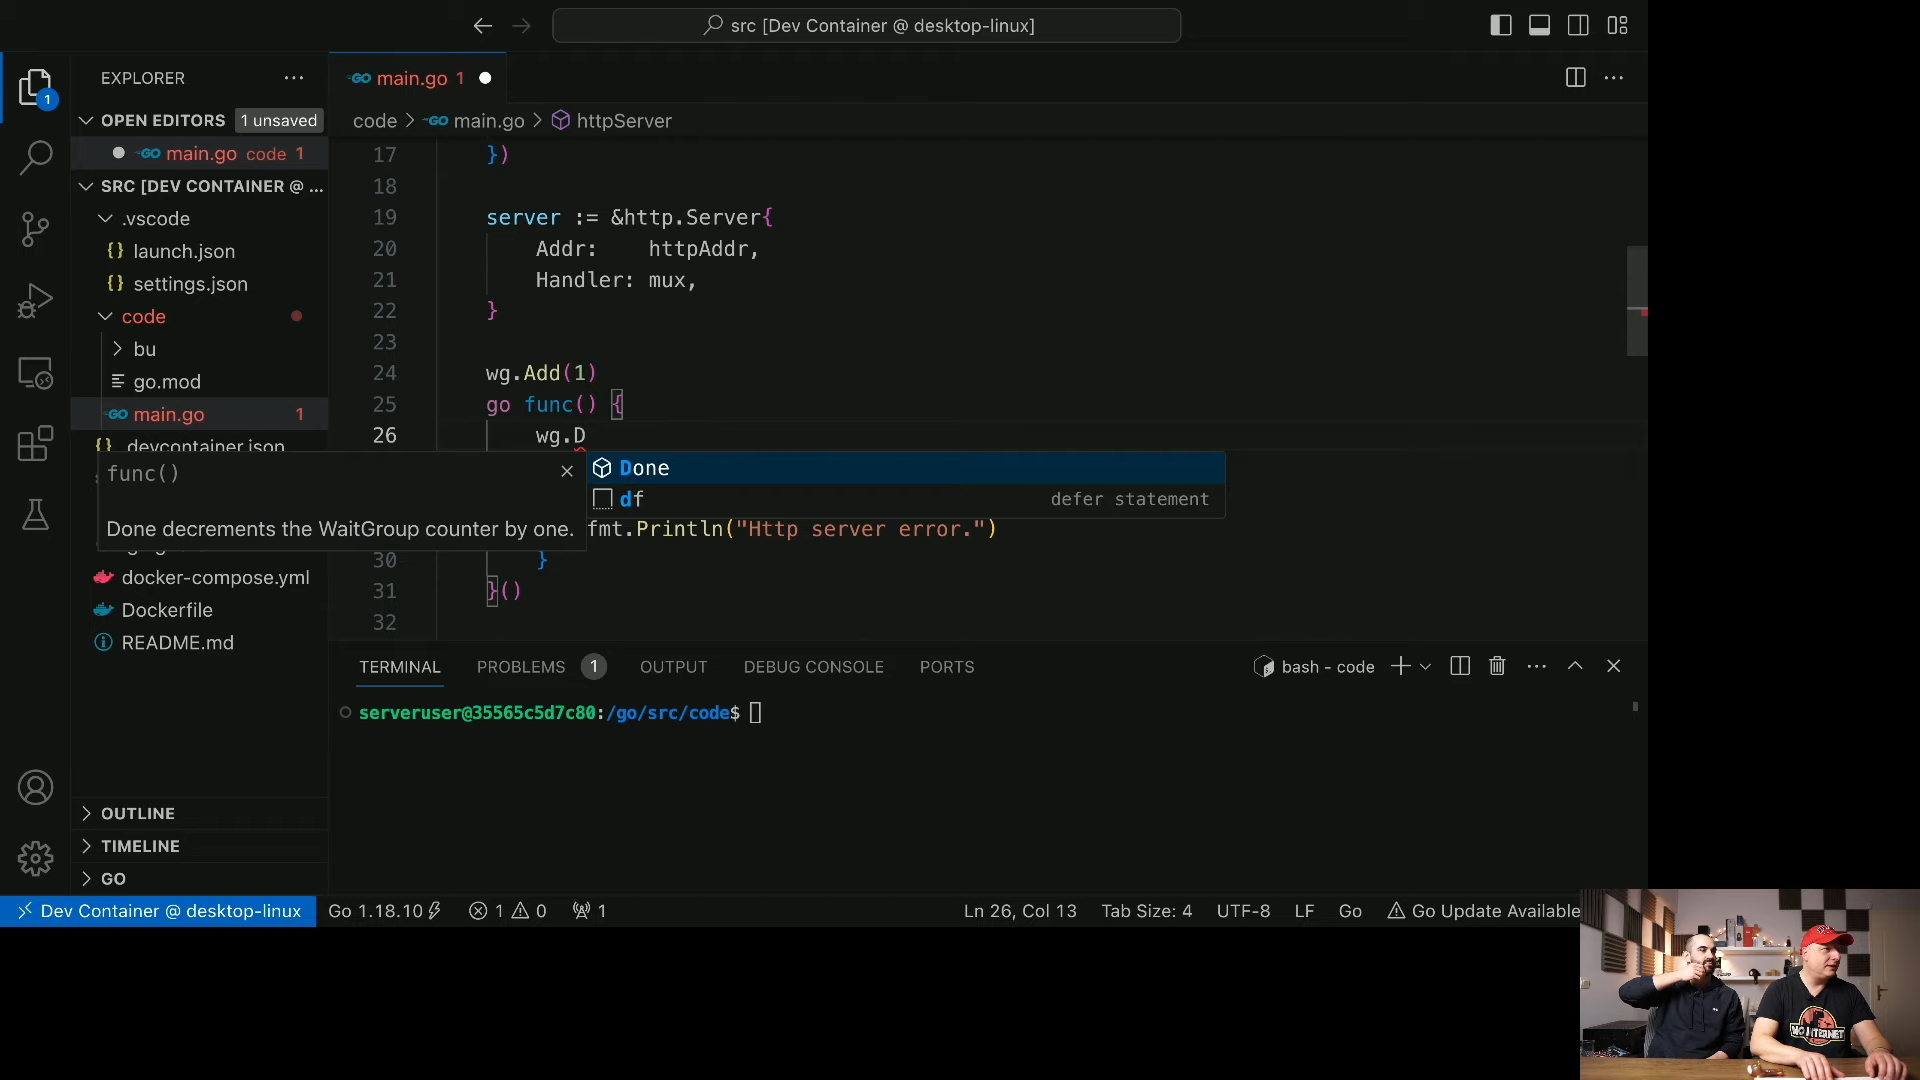 src [Dev Container @ desktop-linux]
EXPLORER
main.go 1
1
OPEN EDITORS 1 unsaved
code > main.go > httpServer
main.go code 1
SRC [DEV CONTAINER @ ...
.vscode
launch.json
settings.json
code
bu
go.mod
main.go 1
.devcontainer.json
docker-compose.yml
Dockerfile
README.md
OUTLINE
TIMELINE
GO
17 })
18
19 server := &http.Server{
20 Addr: httpAddr,
21 Handler: mux,
22 }
23
24 wg.Add(1)
25 go func() {
26 wg.D
func()
Done decrements the WaitGroup counter by one.
Done
df defer statement
fmt.Println("Http server error.")
30 }
31 }()
32
TERMINAL PROBLEMS 1 OUTPUT DEBUG CONSOLE PORTS
bash - code
serveruser@35565c5d7c80:/go/src/code$
Dev Container @ desktop-linux Go 1.18.10 1 0 1 Ln 26, Col 13 Tab Size: 4 UTF-8 LF Go Go Update Available
NO INTERNET